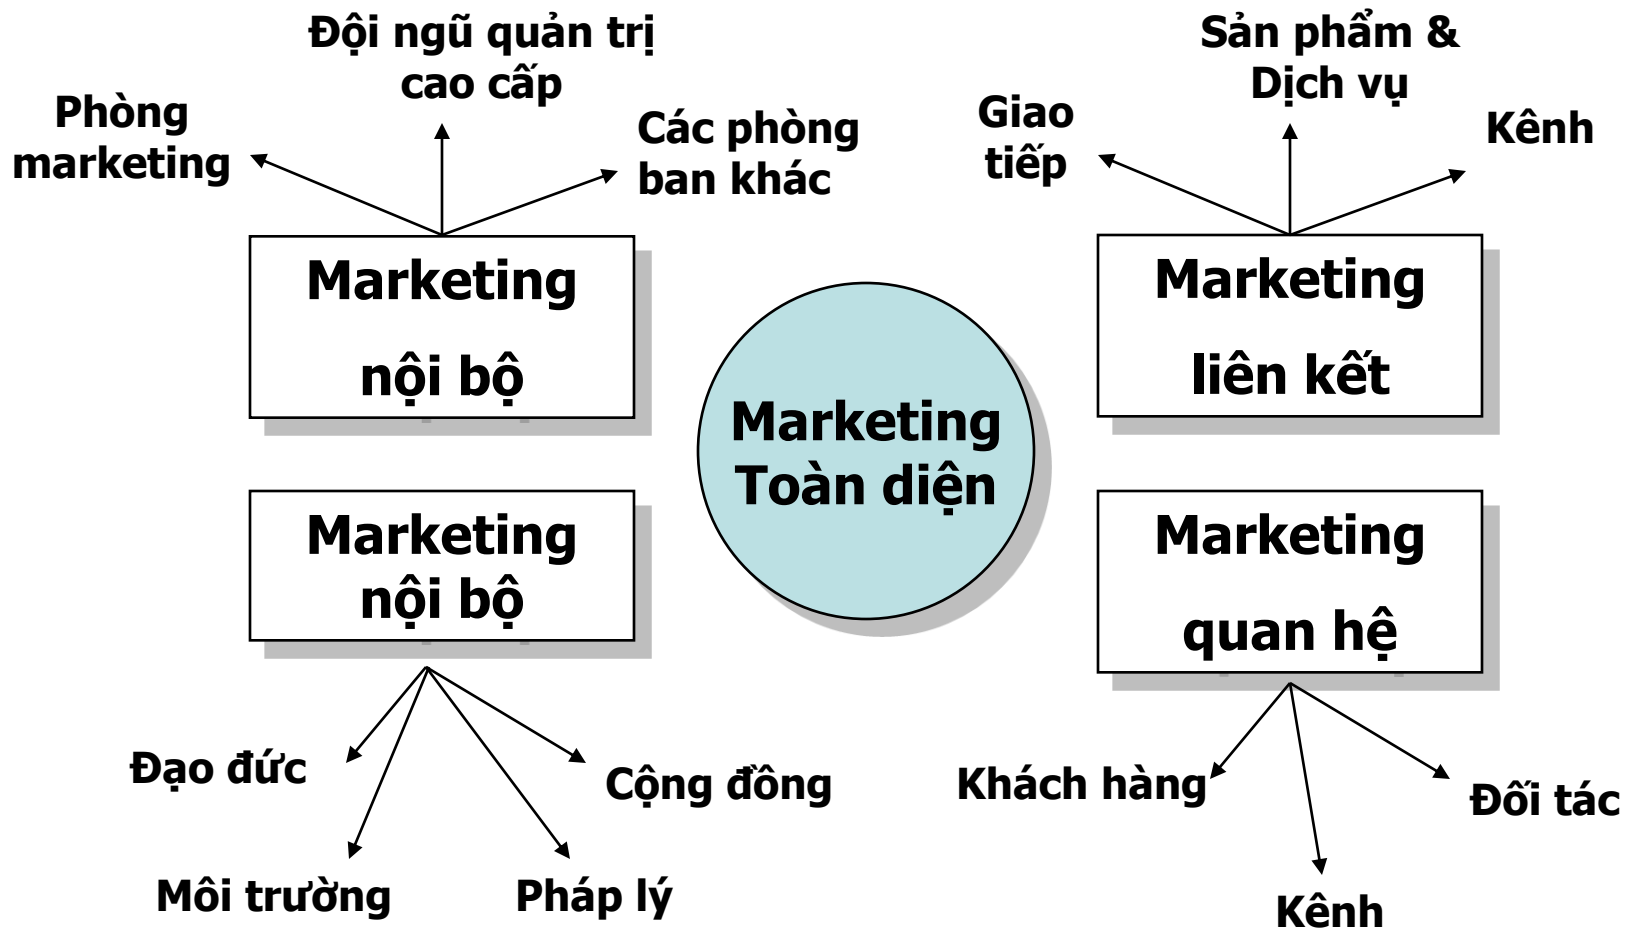 Đội ngũ quản trị
cao cấp
Phòng
marketing
Các phòng
ban khác
Marketing
nội bộ
Sản phẩm &
Dịch vụ
Giao
tiếp
Kênh
Marketing
liên kết
Marketing
Toàn diện
Marketing
nội bộ
Đạo đức
Cộng đồng
Môi trường
Pháp lý
Marketing
quan hệ
Khách hàng
Đối tác
Kênh